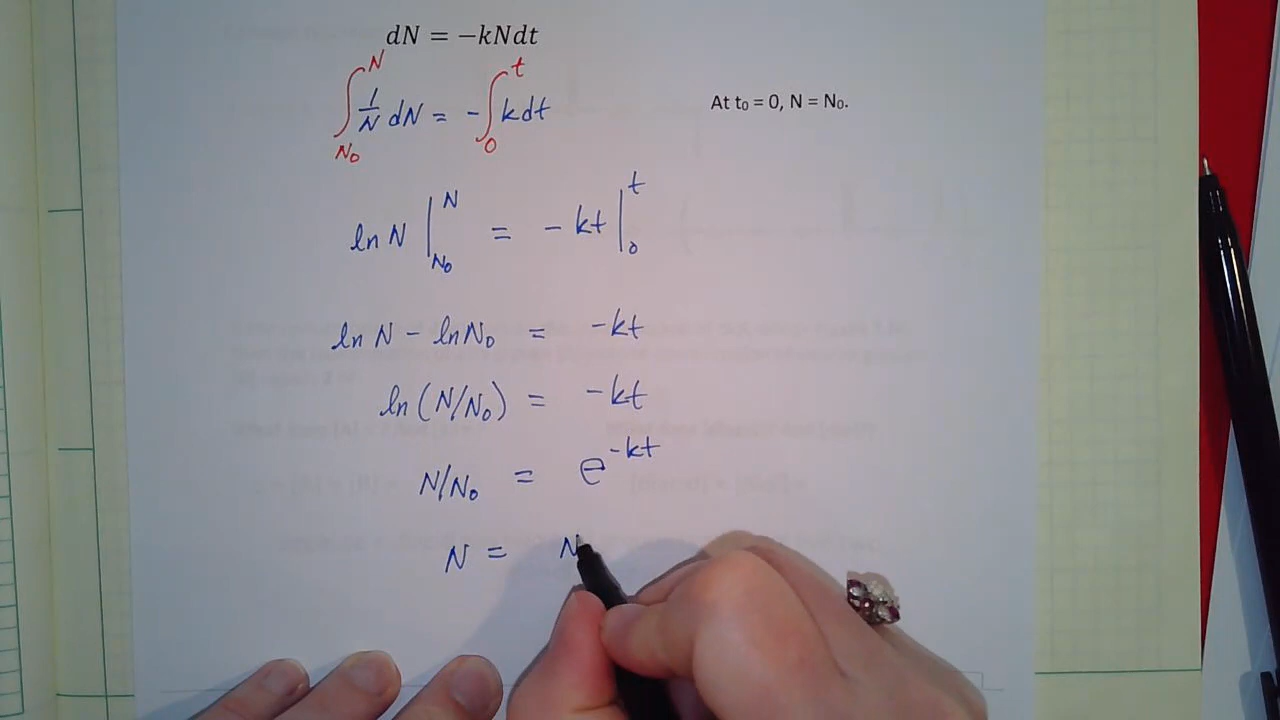 dN = −kNdt
∫_{N₀}^{N} 1/N dN = -∫_{0}^{t} k dt
At t₀ = 0, N = N₀.
ln N |_{N₀}^{N} = - kt |_{0}^{t}
ln N - ln N₀ = -kt
ln (N/N₀) = -kt
N/N₀ = e^{-kt}
N = N